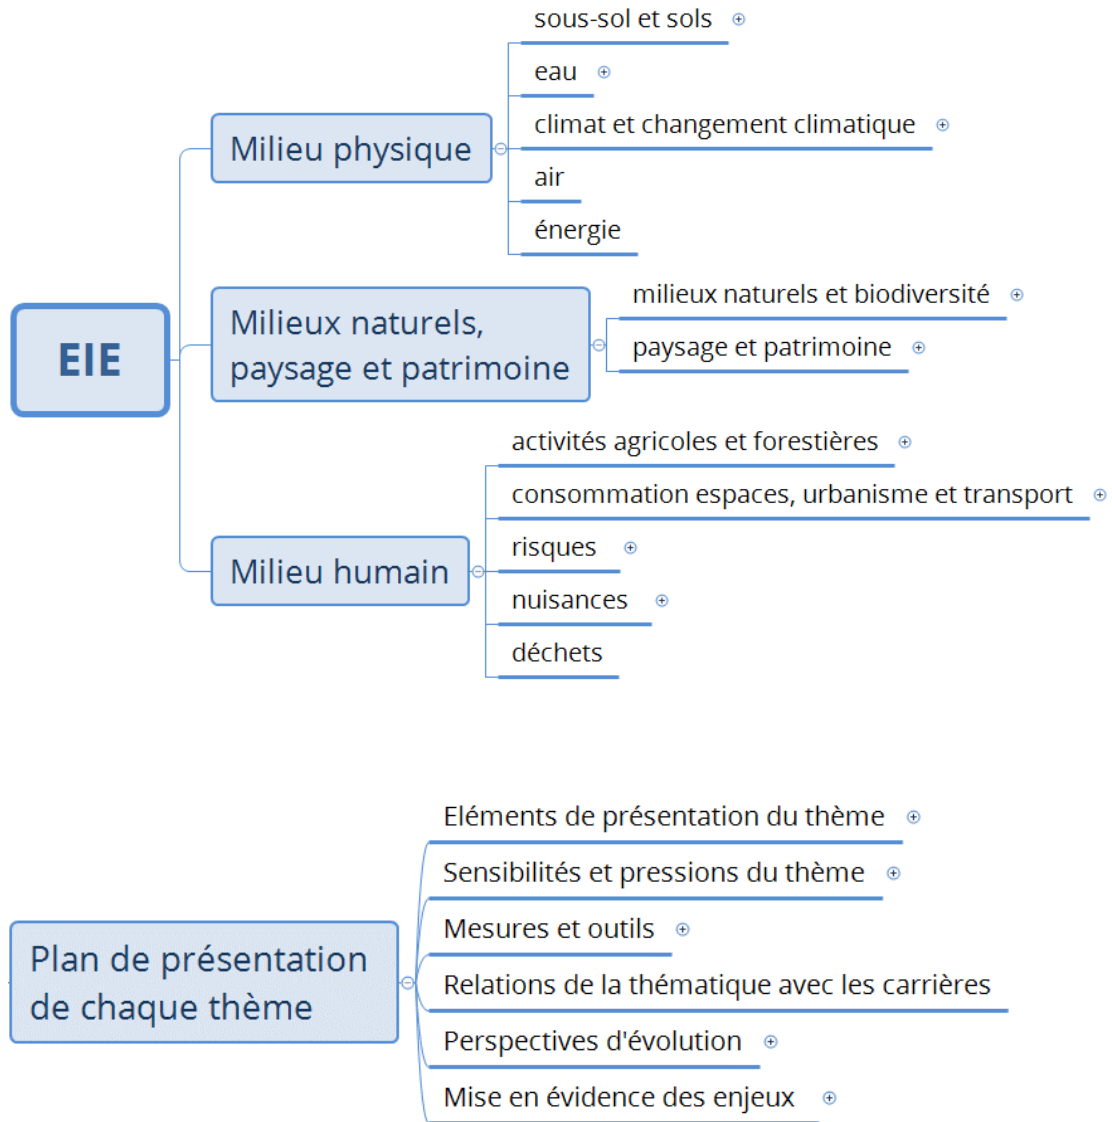 sous-sol et sols
eau
climat et changement climatique
Milieu physique
air
énergie
milieux naturels et biodiversité
Milieux naturels,
paysage et patrimoine
paysage et patrimoine
EIE
activités agricoles et forestières
consommation espaces, urbanisme et transport
risques
Milieu humain
nuisances
déchets
Eléments de présentation du thème
Sensibilités et pressions du thème
Mesures et outils
Plan de présentation
de chaque thème
Relations de la thématique avec les carrières
Perspectives d'évolution
Mise en évidence des enjeux